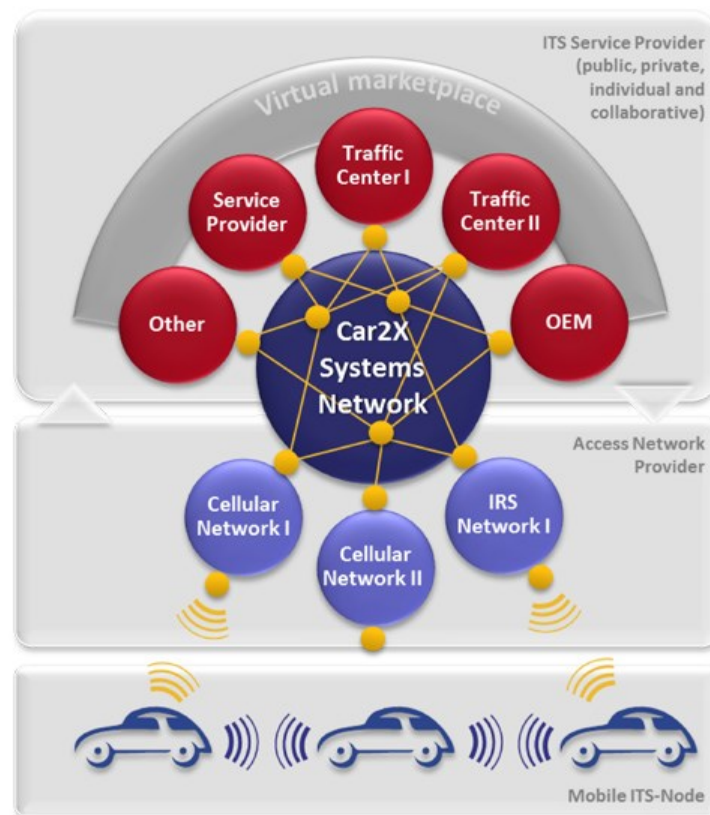 ITS Service Provider
(public, private,
individual and
collaborative)
Virtual marketplace
Traffic
Center I
Service
Provider
Traffic
Center II
Other
OEM
Car2X
Systems
Network
Access Network
Provider
Cellular
Network I
IRS
Network I
Cellular
Network II
Mobile ITS-Node